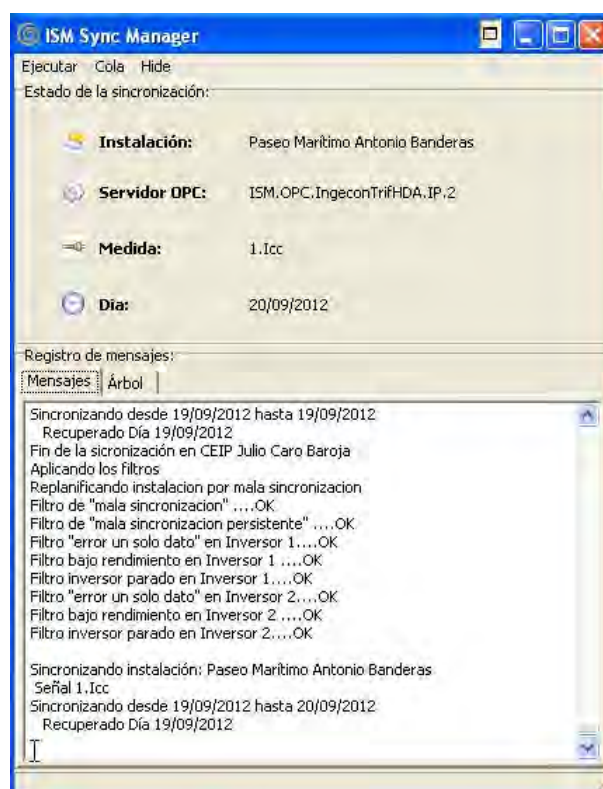 ISM Sync Manager
Ejecutar Cola Hide
Estado de la sincronización:
Instalación: Paseo Marítimo Antonio Banderas
Servidor OPC: ISM.OPC.IngeconTrifHDA.IP.2
Medida: 1.Icc
Día: 20/09/2012
Registro de mensajes:
Mensajes Árbol
Sincronizando desde 19/09/2012 hasta 19/09/2012
Recuperado Día 19/09/2012
Fin de la sicronización en CEIP Julio Caro Baroja
Aplicando los filtros
Replanificando instalacion por mala sincronizacion
Filtro de "mala sincronizacion" ....OK
Filtro de "mala sincronizacion persistente" ....OK
Filtro "error un solo dato" en Inversor 1....OK
Filtro bajo rendimiento en Inversor 1 ....OK
Filtro inversor parado en Inversor 1....OK
Filtro "error un solo dato" en Inversor 2....OK
Filtro bajo rendimiento en Inversor 2 ....OK
Filtro inversor parado en Inversor 2....OK
Sincronizando instalación: Paseo Marítimo Antonio Banderas
Señal 1.Icc
Sincronizando desde 19/09/2012 hasta 20/09/2012
Recuperado Día 19/09/2012